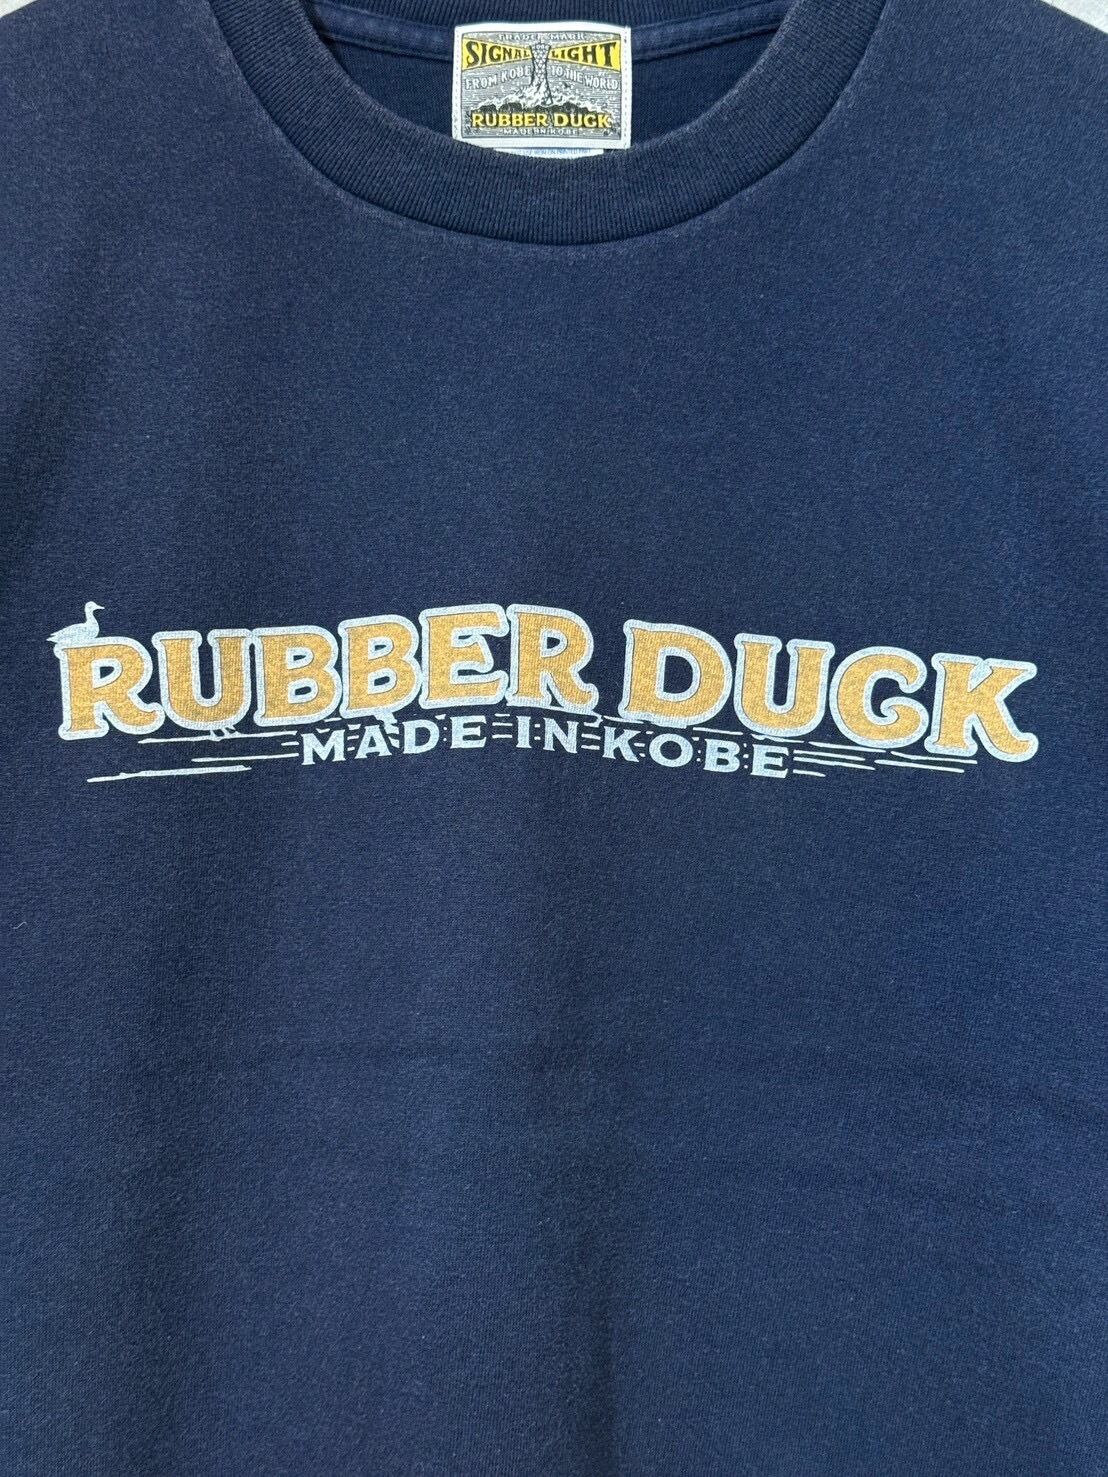 TRADE MARK
SIGNAL LIGHT
FROM KOBE TO THE WORLD
RUBBER DUCK
MADE IN KOBE
RUBBER DUCK
MADE IN KOBE